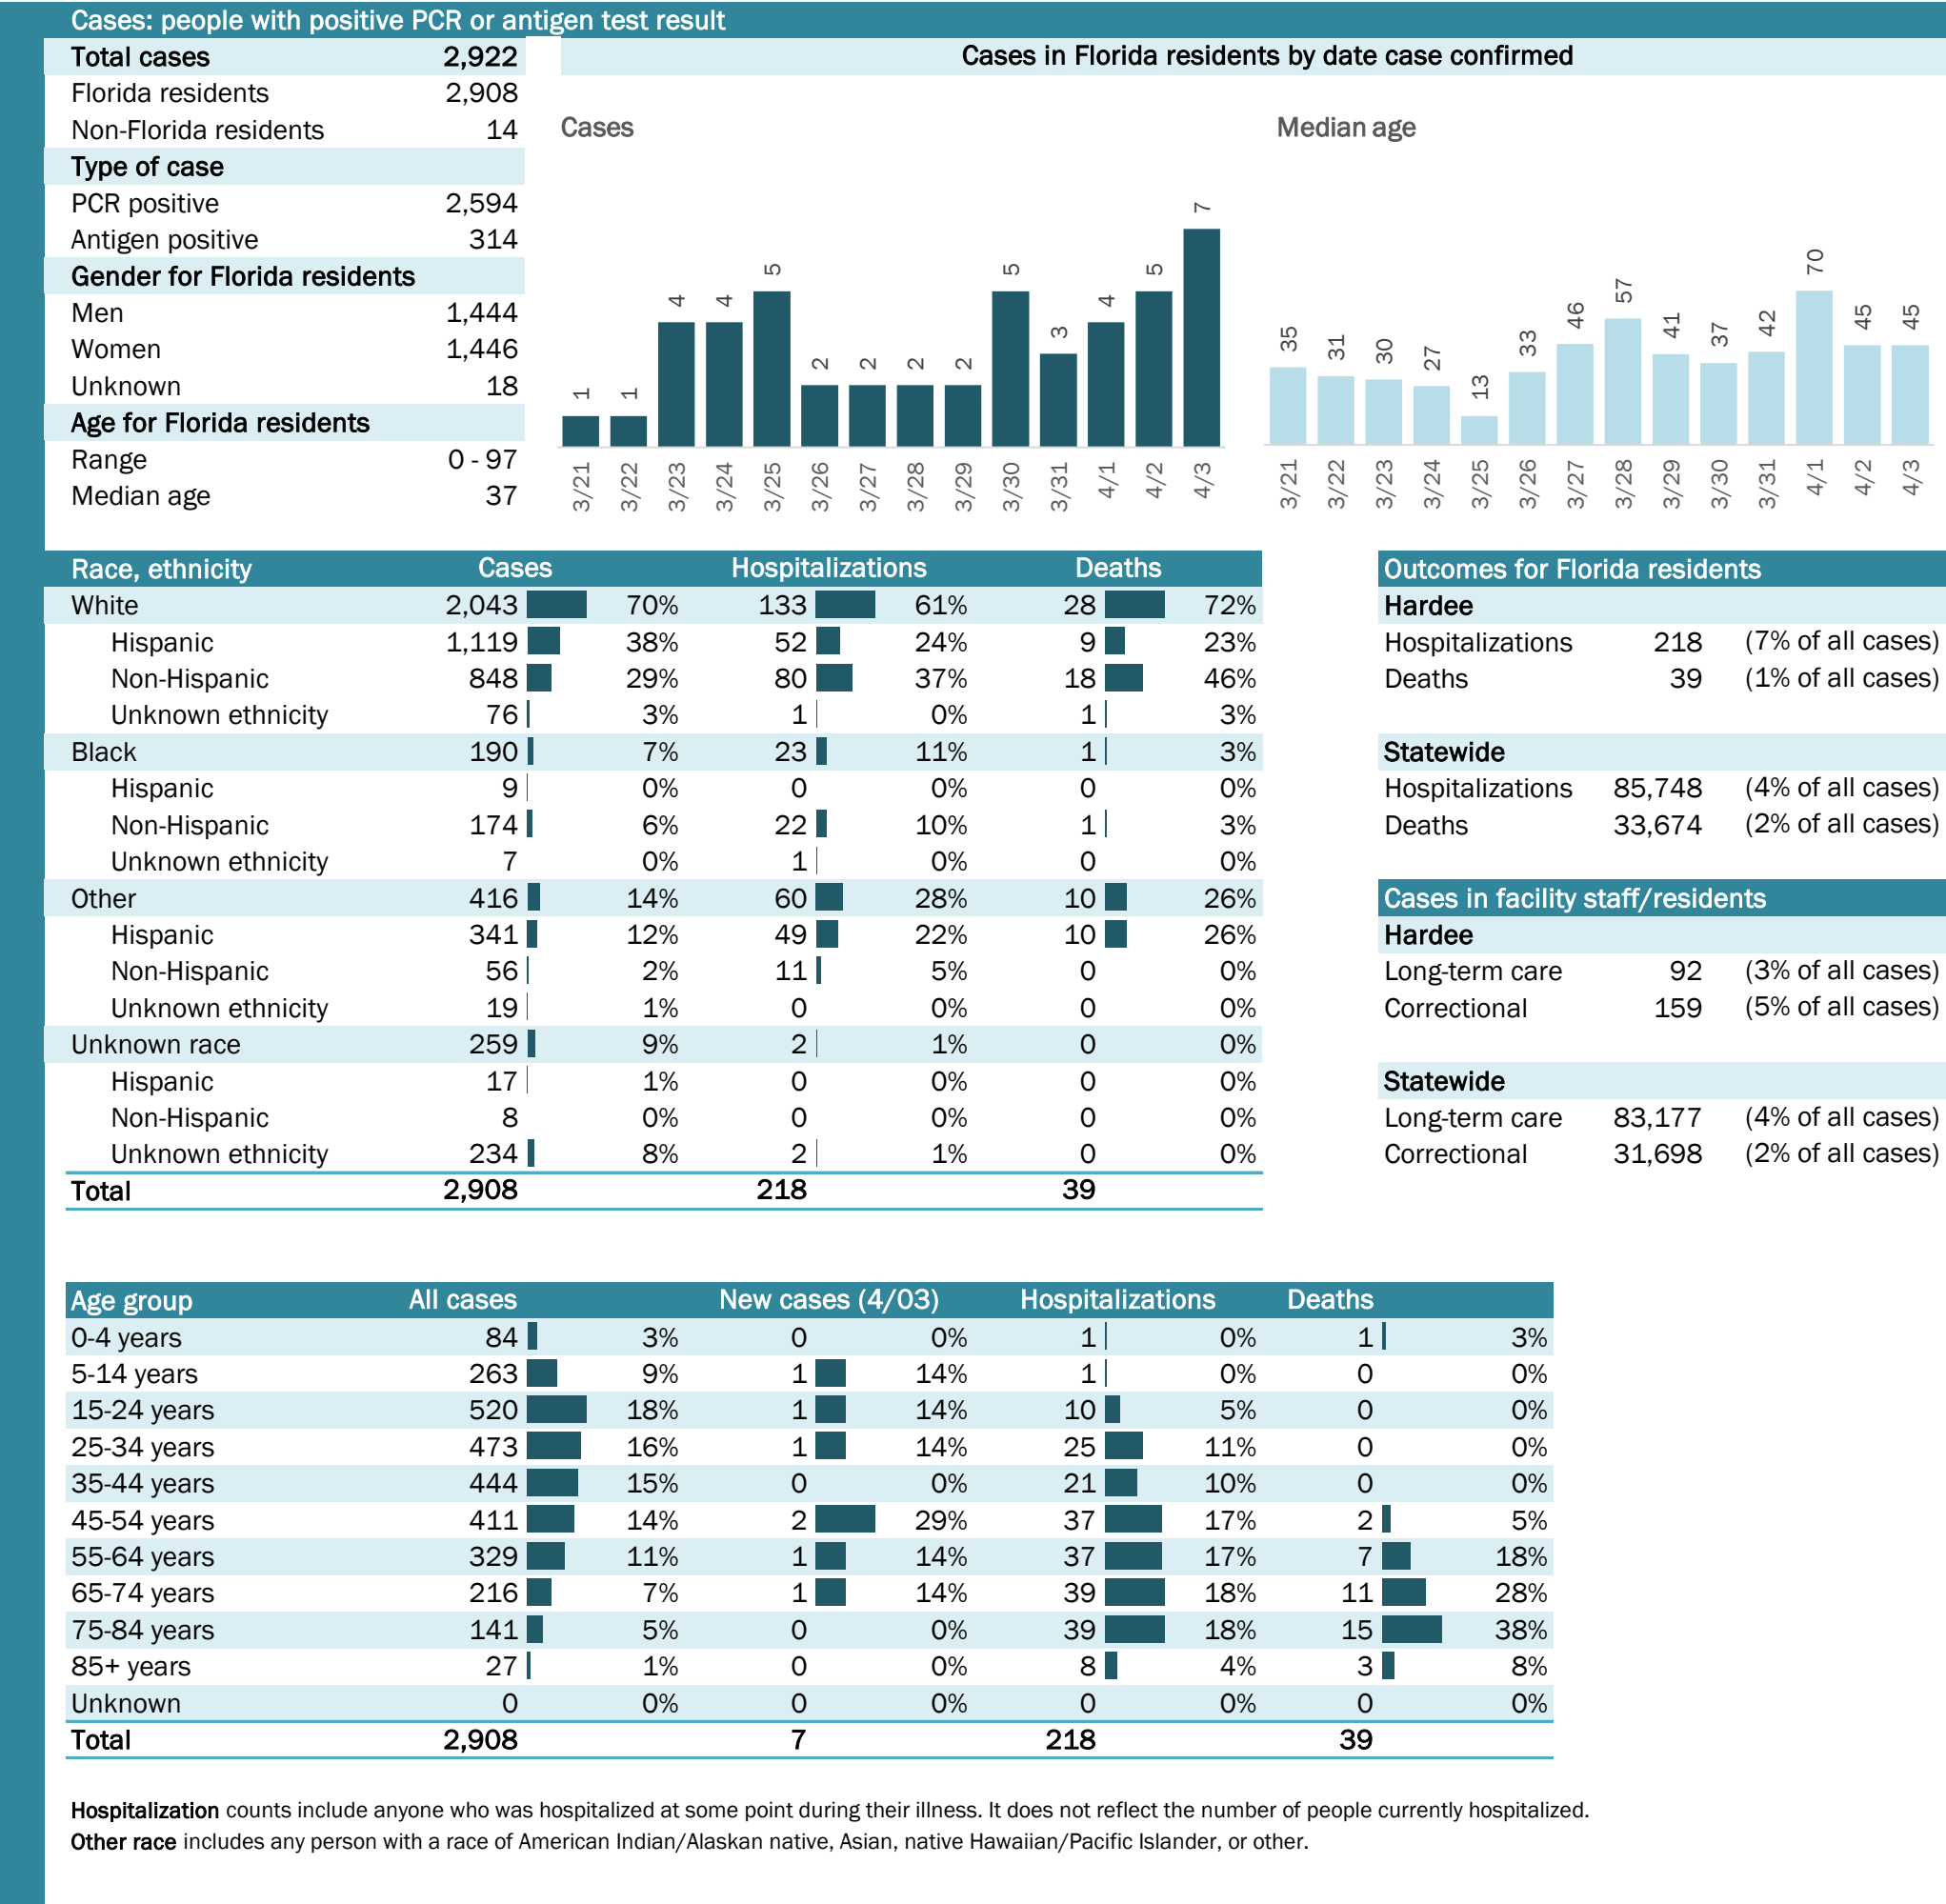 Cases: people with positive PCR or antigen test result
Total cases 2,922
Florida residents 2,908
Non-Florida residents 14
Type of case
PCR positive 2,594
Antigen positive 314
Gender for Florida residents
Men 1,444
Women 1,446
Unknown 18
Age for Florida residents
Range 0 - 97
Median age 37
Cases in Florida residents by date case confirmed
Cases
1 1 4 4 5 2 2 2 2 5 3 4 5 7
3/21 3/22 3/23 3/24 3/25 3/26 3/27 3/28 3/29 3/30 3/31 4/1 4/2 4/3
Median age
35 31 30 27 13 33 46 57 41 37 42 70 45 45
3/21 3/22 3/23 3/24 3/25 3/26 3/27 3/28 3/29 3/30 3/31 4/1 4/2 4/3
Race, ethnicity Cases Hospitalizations Deaths
White 2,043 70% 133 61% 28 72%
Hispanic 1,119 38% 52 24% 9 23%
Non-Hispanic 848 29% 80 37% 18 46%
Unknown ethnicity 76 3% 1 0% 1 3%
Black 190 7% 23 11% 1 3%
Hispanic 9 0% 0 0% 0 0%
Non-Hispanic 174 6% 22 10% 1 3%
Unknown ethnicity 7 0% 1 0% 0 0%
Other 416 14% 60 28% 10 26%
Hispanic 341 12% 49 22% 10 26%
Non-Hispanic 56 2% 11 5% 0 0%
Unknown ethnicity 19 1% 0 0% 0 0%
Unknown race 259 9% 2 1% 0 0%
Hispanic 17 1% 0 0% 0 0%
Non-Hispanic 8 0% 0 0% 0 0%
Unknown ethnicity 234 8% 2 1% 0 0%
Total 2,908 218 39
Outcomes for Florida residents
Hardee
Hospitalizations 218 (7% of all cases)
Deaths 39 (1% of all cases)
Statewide
Hospitalizations 85,748 (4% of all cases)
Deaths 33,674 (2% of all cases)
Cases in facility staff/residents
Hardee
Long-term care 92 (3% of all cases)
Correctional 159 (5% of all cases)
Statewide
Long-term care 83,177 (4% of all cases)
Correctional 31,698 (2% of all cases)
Age group All cases New cases (4/03) Hospitalizations Deaths
0-4 years 84 3% 0 0% 1 0% 1 3%
5-14 years 263 9% 1 14% 1 0% 0 0%
15-24 years 520 18% 1 14% 10 5% 0 0%
25-34 years 473 16% 1 14% 25 11% 0 0%
35-44 years 444 15% 0 0% 21 10% 0 0%
45-54 years 411 14% 2 29% 37 17% 2 5%
55-64 years 329 11% 1 14% 37 17% 7 18%
65-74 years 216 7% 1 14% 39 18% 11 28%
75-84 years 141 5% 0 0% 39 18% 15 38%
85+ years 27 1% 0 0% 8 4% 3 8%
Unknown 0 0% 0 0% 0 0% 0 0%
Total 2,908 7 218 39
Hospitalization counts include anyone who was hospitalized at some point during their illness. It does not reflect the number of people currently hospitalized.
Other race includes any person with a race of American Indian/Alaskan native, Asian, native Hawaiian/Pacific Islander, or other.